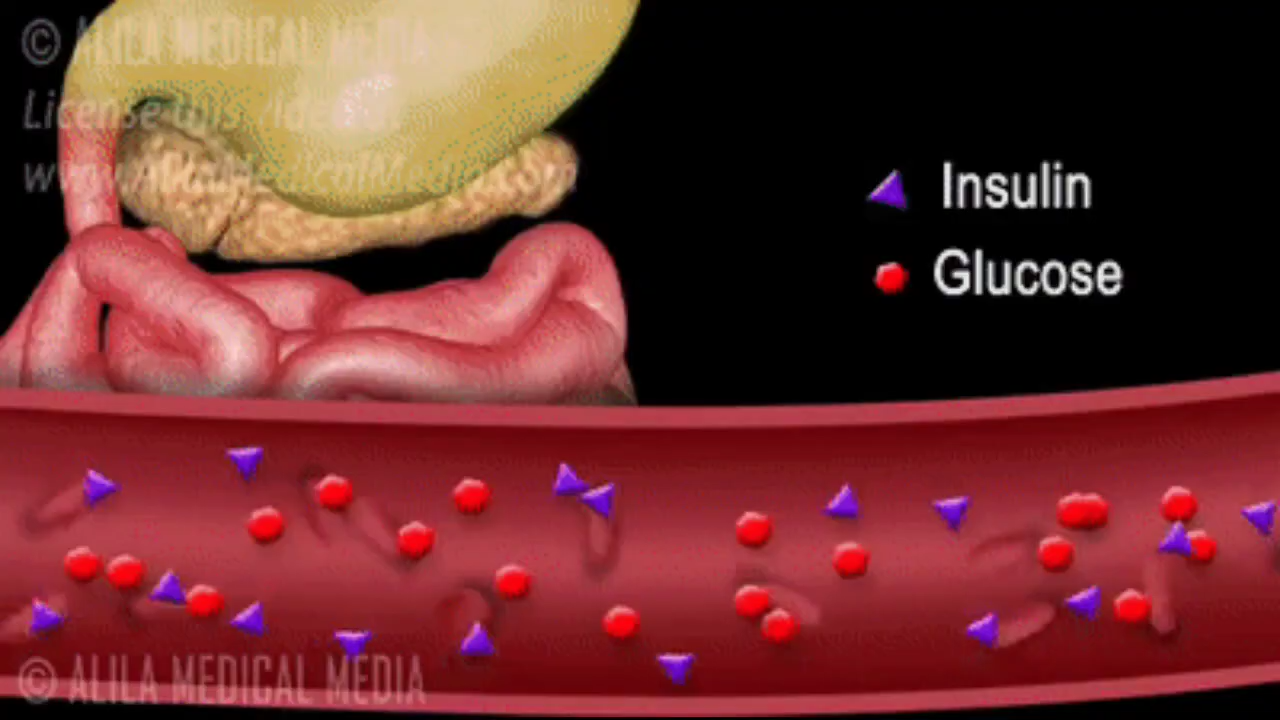 © ALILA MEDICAL MEDIA
License this video at
www.AlilaMedicalMedia.com
Insulin
Glucose
© ALILA MEDICAL MEDIA